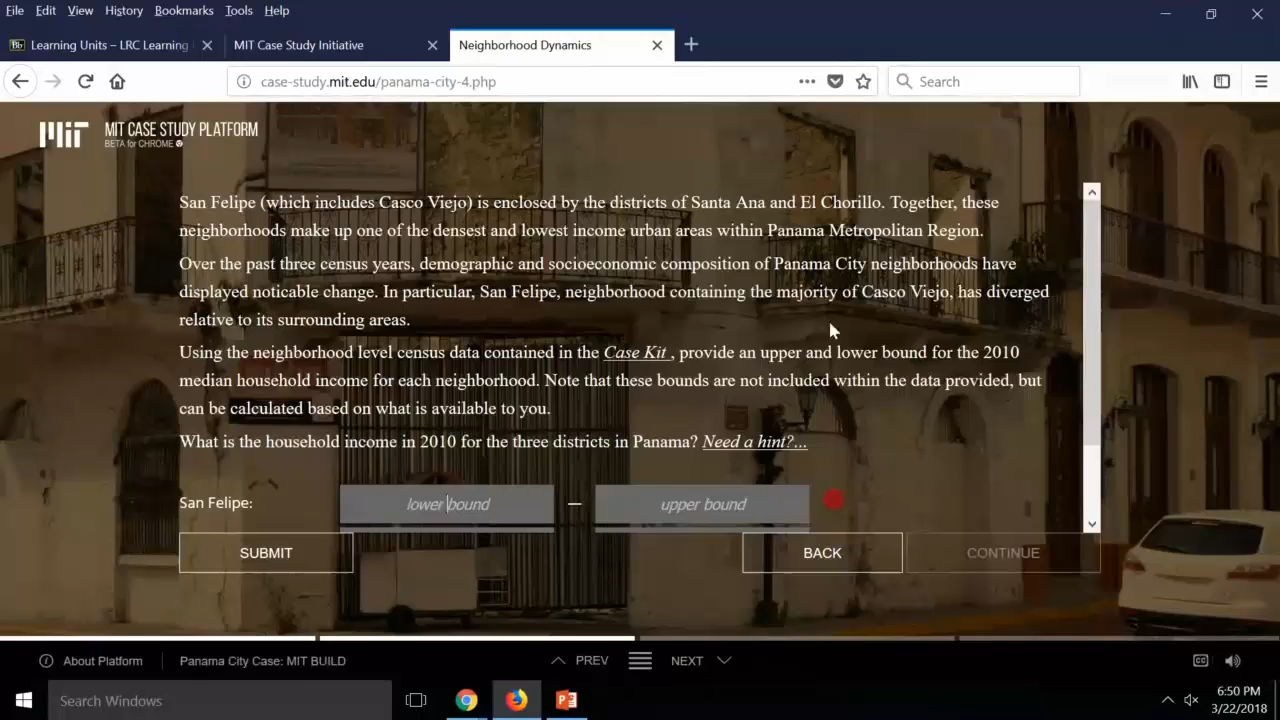 File Edit View History Bookmarks Tools Help
Bb Learning Units – LRC Learning
MIT Case Study Initiative
Neighborhood Dynamics
case-study.mit.edu/panama-city-4.php
Search
MIT CASE STUDY PLATFORM
BETA for CHROME
San Felipe (which includes Casco Viejo) is enclosed by the districts of Santa Ana and El Chorillo. Together, these
neighborhoods make up one of the densest and lowest income urban areas within Panama Metropolitan Region.
Over the past three census years, demographic and socioeconomic composition of Panama City neighborhoods have
displayed noticable change. In particular, San Felipe, neighborhood containing the majority of Casco Viejo, has diverged
relative to its surrounding areas.
Using the neighborhood level census data contained in the Case Kit , provide an upper and lower bound for the 2010
median household income for each neighborhood. Note that these bounds are not included within the data provided, but
can be calculated based on what is available to you.
What is the household income in 2010 for the three districts in Panama? Need a hint?...
San Felipe: lower bound — upper bound
SUBMIT BACK CONTINUE
About Platform Panama City Case: MIT BUILD PREV NEXT CC
Search Windows
6:50 PM
3/22/2018